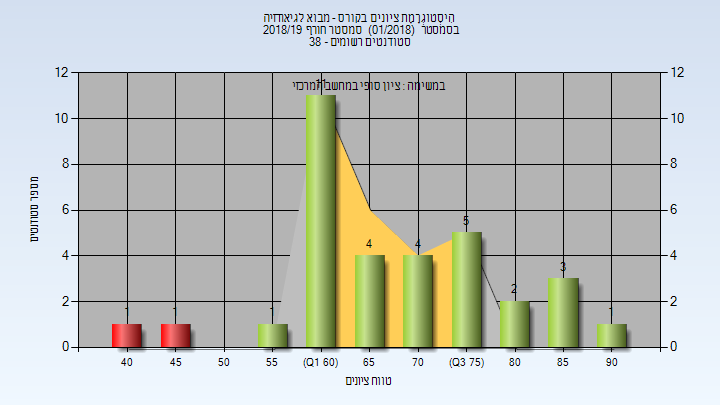 היסטוגרמת ציונים בקורס - מבוא לגיאודזיה
בסמסטר (01/2018) סמסטר חורף 2018/19
סטודנטים רשומים - 38
במשימה : ציון סופי במחשב המרכזי
12 12
10 10
8 8
6 6
4 4
2 2
0 0
מספר סטודנטים
1 1 1 11 4 4 5 2 3 1
40 45 50 55 (Q1 60) 65 70 (Q3 75) 80 85 90
טווח ציונים